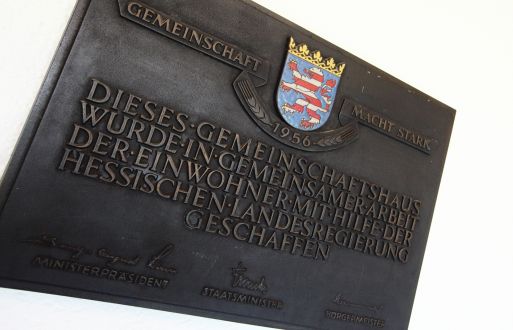 GEMEINSCHAFT MACHT STARK
1956
DIESES · GEMEINSCHAFTSHAUS
WURDE · IN · GEMEINSAMER · ARBEIT
DER · EINWOHNER · MIT · HILFE · DER
HESSISCHEN · LANDESREGIERUNG
GESCHAFFEN
MINISTERPRÄSIDENT STAATSMINISTER BÜRGERMEISTER